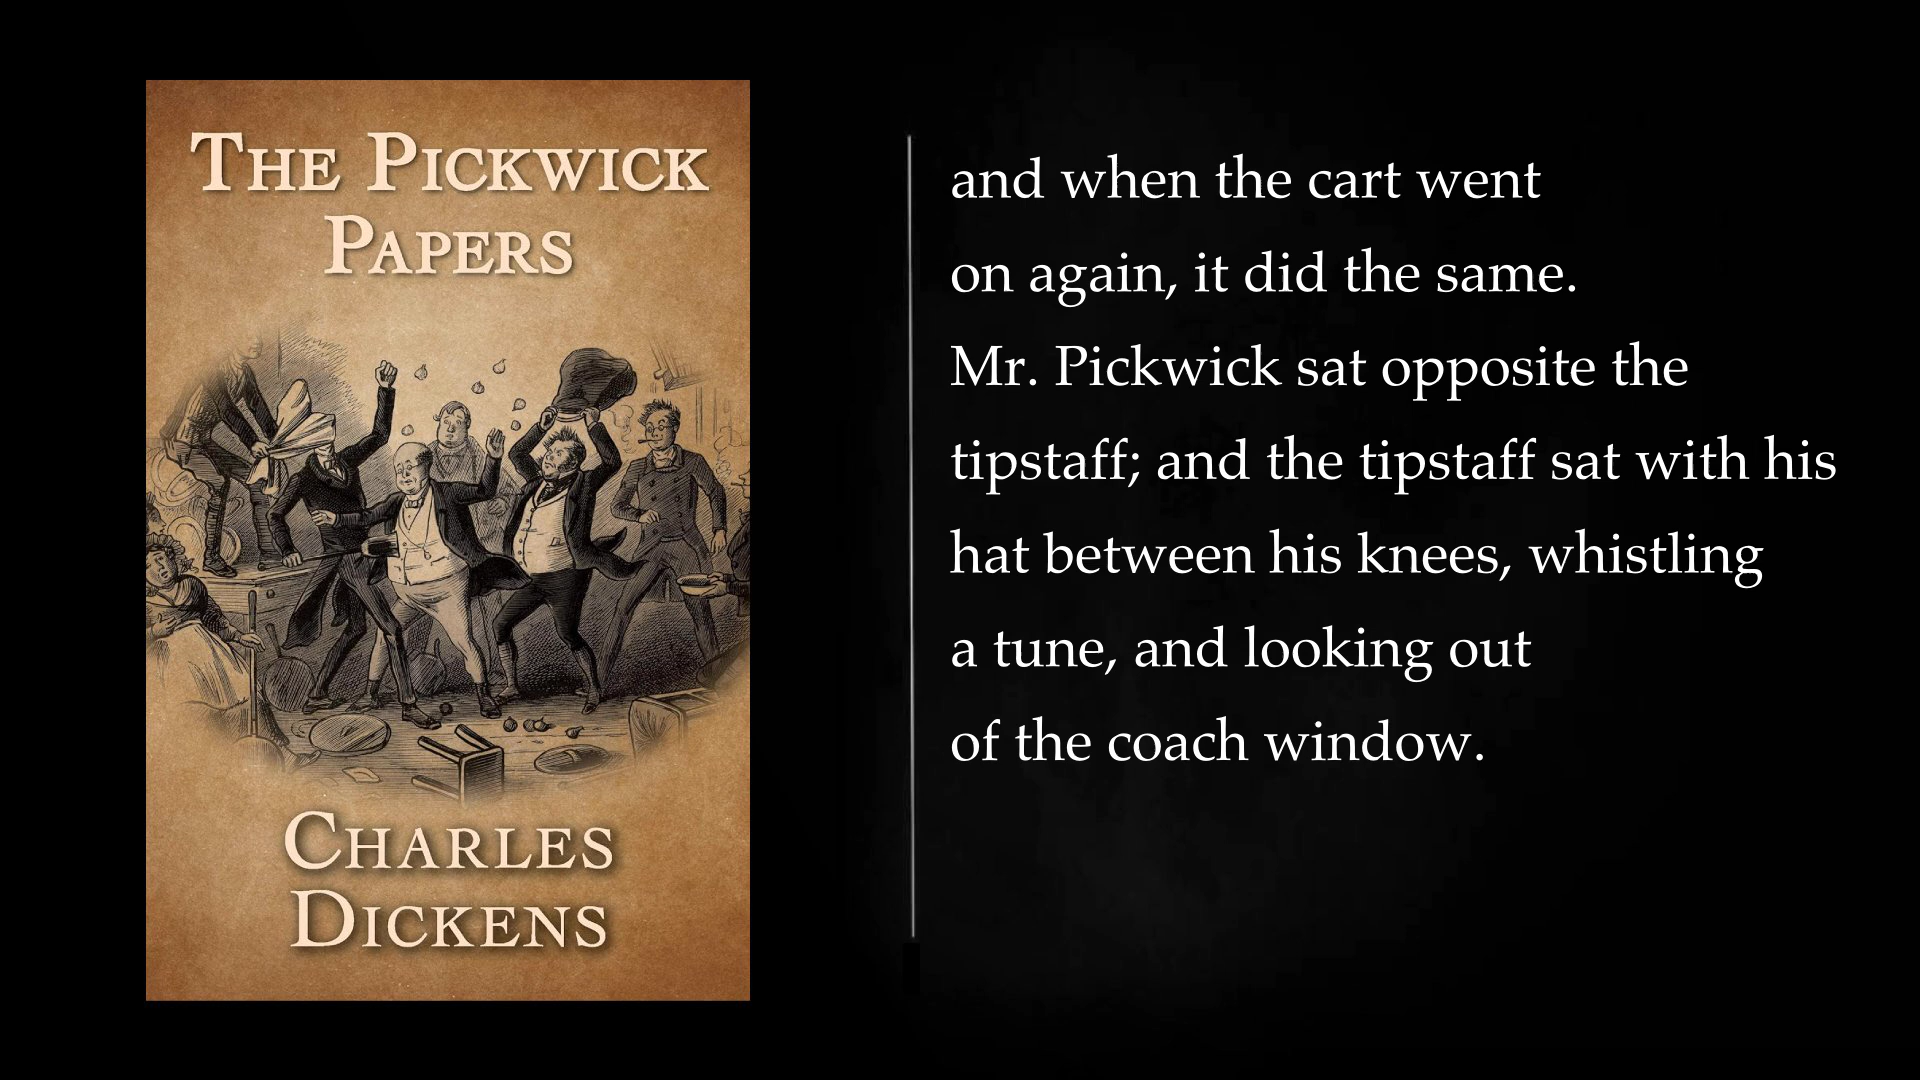 THE PICKWICK
PAPERS
CHARLES
DICKENS
and when the cart went
on again, it did the same.
Mr. Pickwick sat opposite the
tipstaff; and the tipstaff sat with his
hat between his knees, whistling
a tune, and looking out
of the coach window.